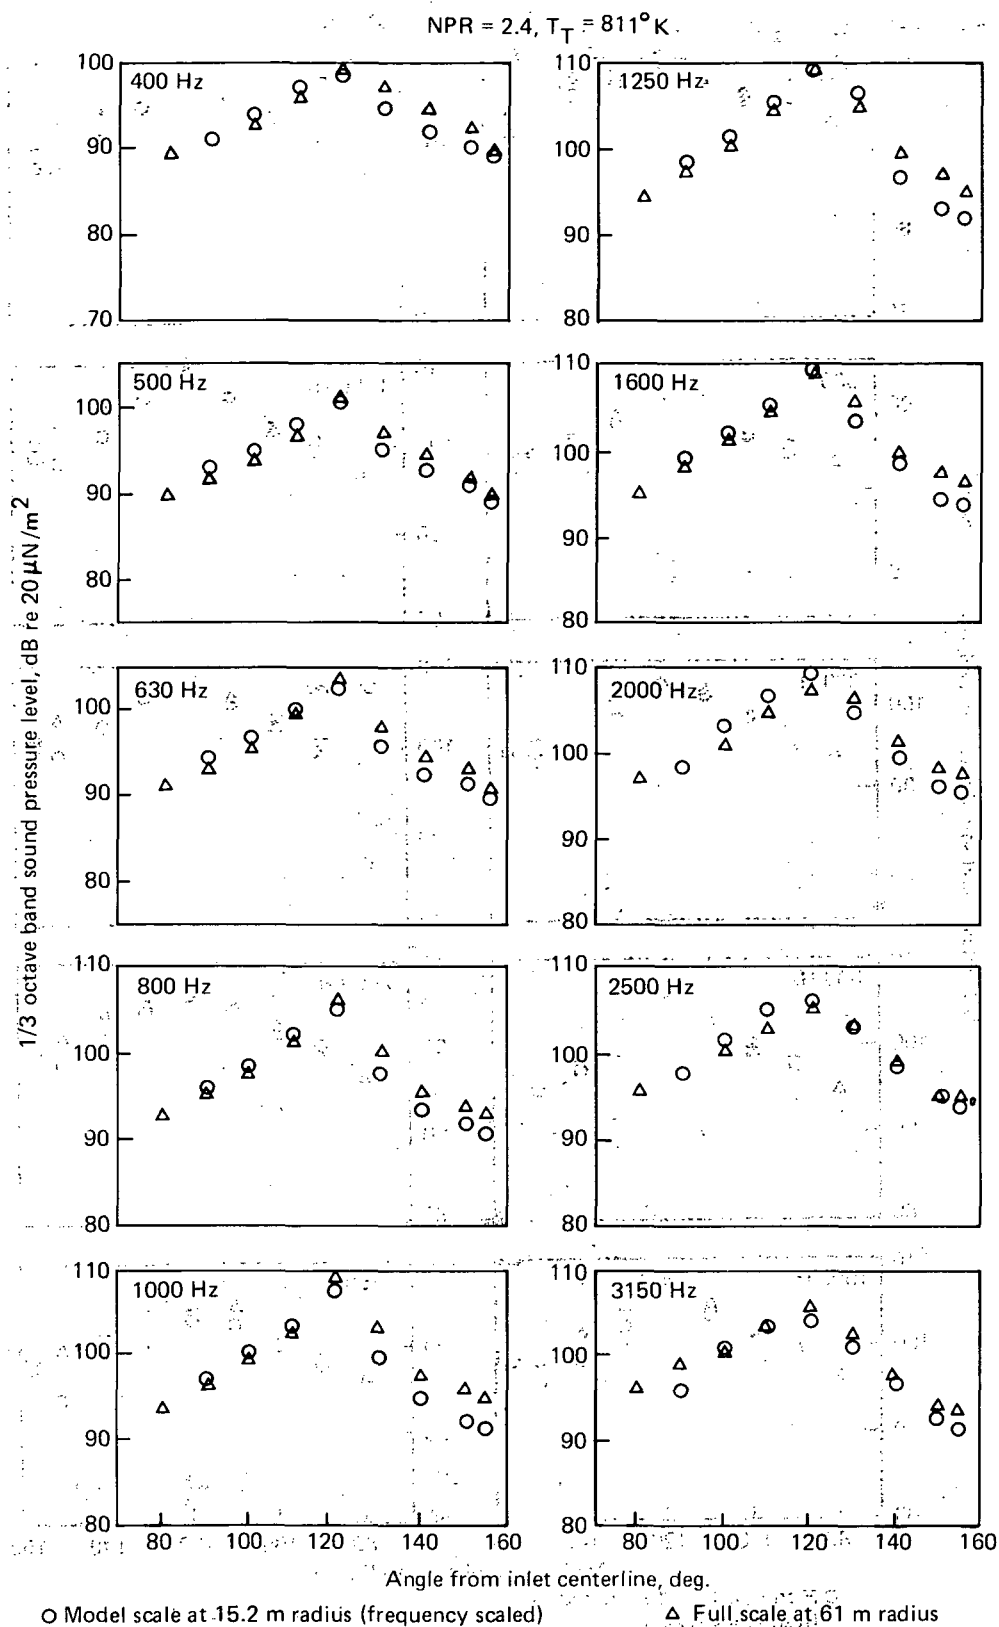 NPR = 2.4, T_T = 811°K
1/3 octave band sound pressure level, dB re 20 μN/m²
400 Hz
100
90
80
70
1250 Hz
110
100
90
80
500 Hz
100
90
80
1600 Hz
110
100
90
80
630 Hz
100
90
80
2000 Hz
110
100
90
80
800 Hz
110
100
90
80
2500 Hz
110
100
90
80
1000 Hz
110
100
90
80
3150 Hz
110
100
90
80
80 100 120 140 160
80 100 120 140 160
Angle from inlet centerline, deg.
O Model scale at 15.2 m radius (frequency scaled)
Δ Full scale at 61 m radius